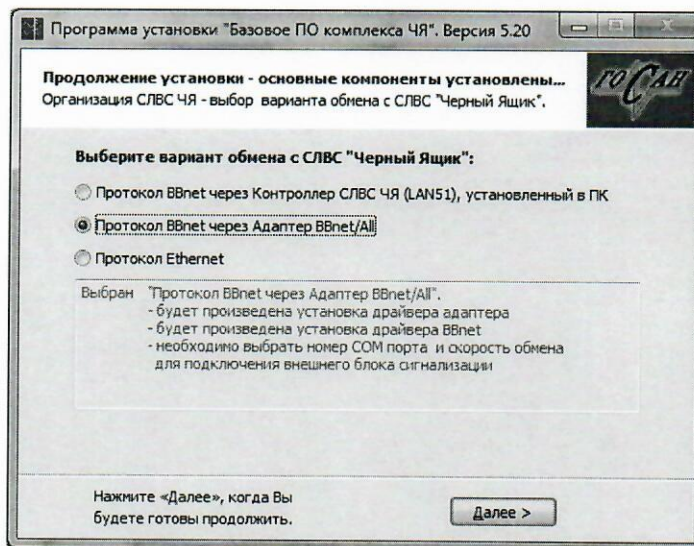 Программа установки "Базовое ПО комплекса ЧЯ". Версия 5.20
Продолжение установки - основные компоненты установлены...
Организация СЛВС ЧЯ - выбор варианта обмена с СЛВС "Черный Ящик".
ГОСАН
Выберите вариант обмена с СЛВС "Черный Ящик":
Протокол BBnet через Контроллер СЛВС ЧЯ (LAN51), установленный в ПК
Протокол BBnet через Адаптер BBnet/All
Протокол Ethernet
Выбран "Протокол BBnet через Адаптер BBnet/All".
- будет произведена установка драйвера адаптера
- будет произведена установка драйвера BBnet
- необходимо выбрать номер COM порта и скорость обмена
для подключения внешнего блока сигнализации
Нажмите «Далее», когда Вы
будете готовы продолжить.
Далее >